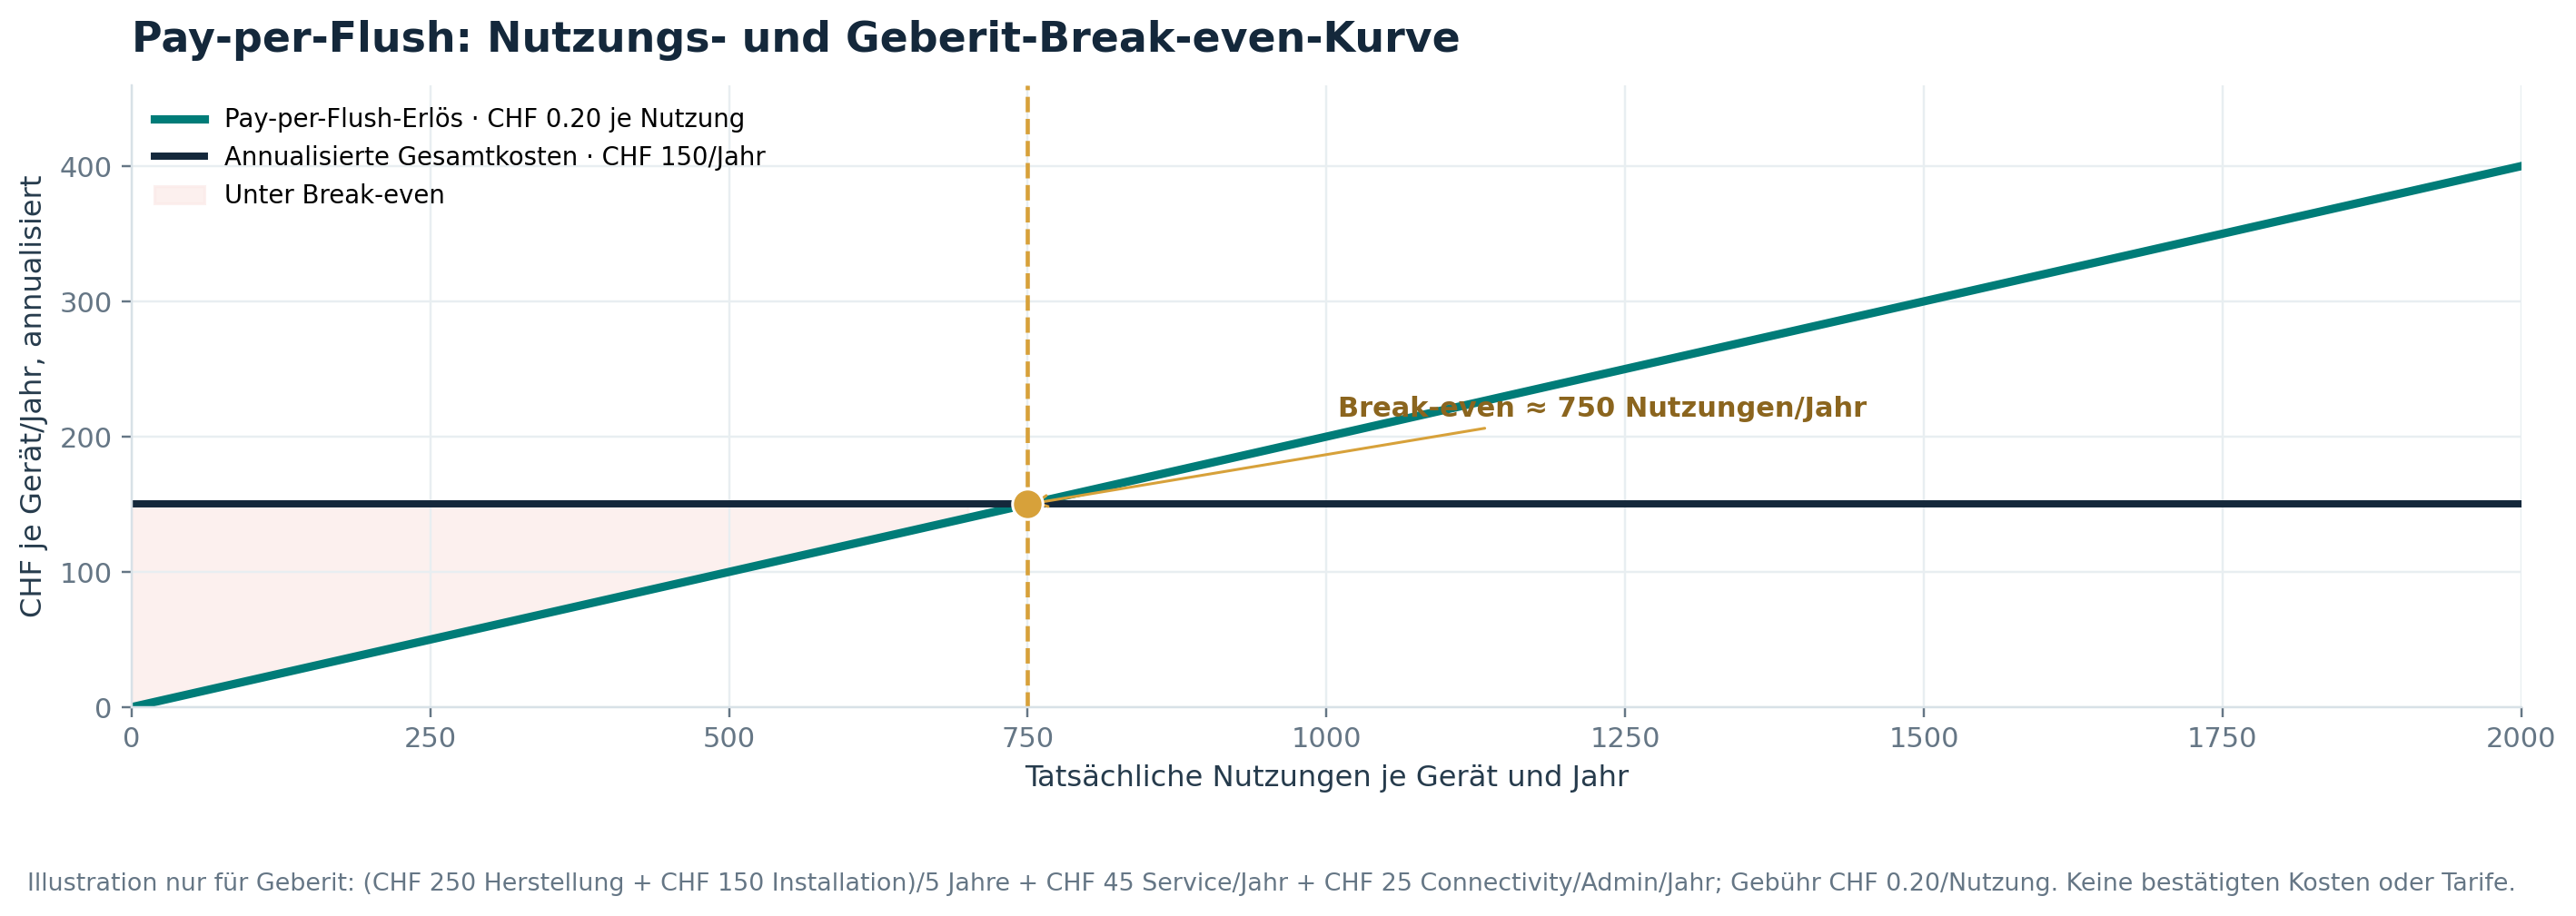 Pay-per-Flush: Nutzungs- und Geberit-Break-even-Kurve
Pay-per-Flush-Erlös · CHF 0.20 je Nutzung
Annualisierte Gesamtkosten · CHF 150/Jahr
Unter Break-even
CHF je Gerät/Jahr, annualisiert
400
300
200
100
0
Break-even ≈ 750 Nutzungen/Jahr
0 250 500 750 1000 1250 1500 1750 2000
Tatsächliche Nutzungen je Gerät und Jahr
Illustration nur für Geberit: (CHF 250 Herstellung + CHF 150 Installation)/5 Jahre + CHF 45 Service/Jahr + CHF 25 Connectivity/Admin/Jahr; Gebühr CHF 0.20/Nutzung. Keine bestätigten Kosten oder Tarife.